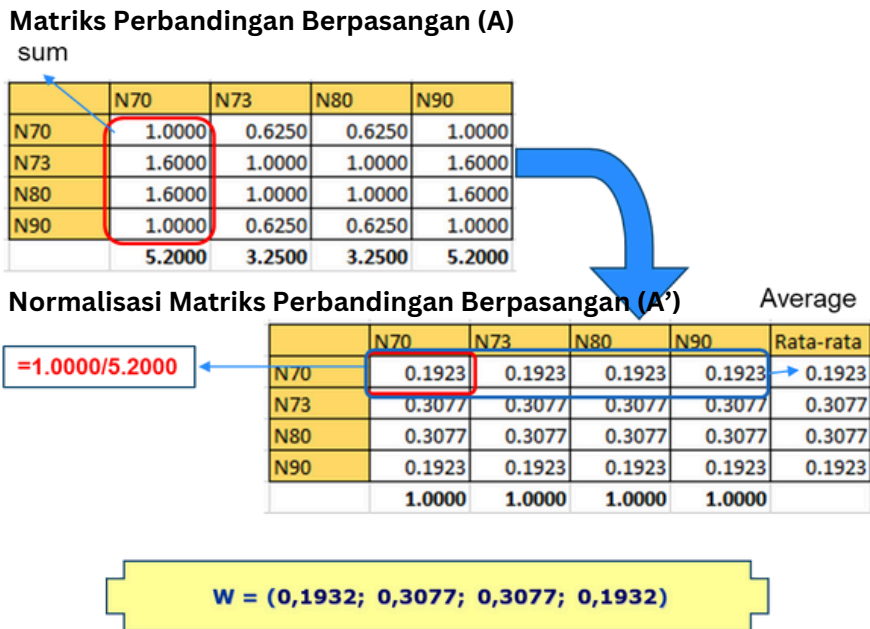 Matriks Perbandingan Berpasangan (A)
sum
N70 N73 N80 N90
N70 1.0000 0.6250 0.6250 1.0000
N73 1.6000 1.0000 1.0000 1.6000
N80 1.6000 1.0000 1.0000 1.6000
N90 1.0000 0.6250 0.6250 1.0000
5.2000 3.2500 3.2500 5.2000
Normalisasi Matriks Perbandingan Berpasangan (A’)
Average
N70 N73 N80 N90 Rata-rata
=1.0000/5.2000
N70 0.1923 0.1923 0.1923 0.1923 0.1923
N73 0.3077 0.3077 0.3077 0.3077 0.3077
N80 0.3077 0.3077 0.3077 0.3077 0.3077
N90 0.1923 0.1923 0.1923 0.1923 0.1923
1.0000 1.0000 1.0000 1.0000
W = (0,1932; 0,3077; 0,3077; 0,1932)